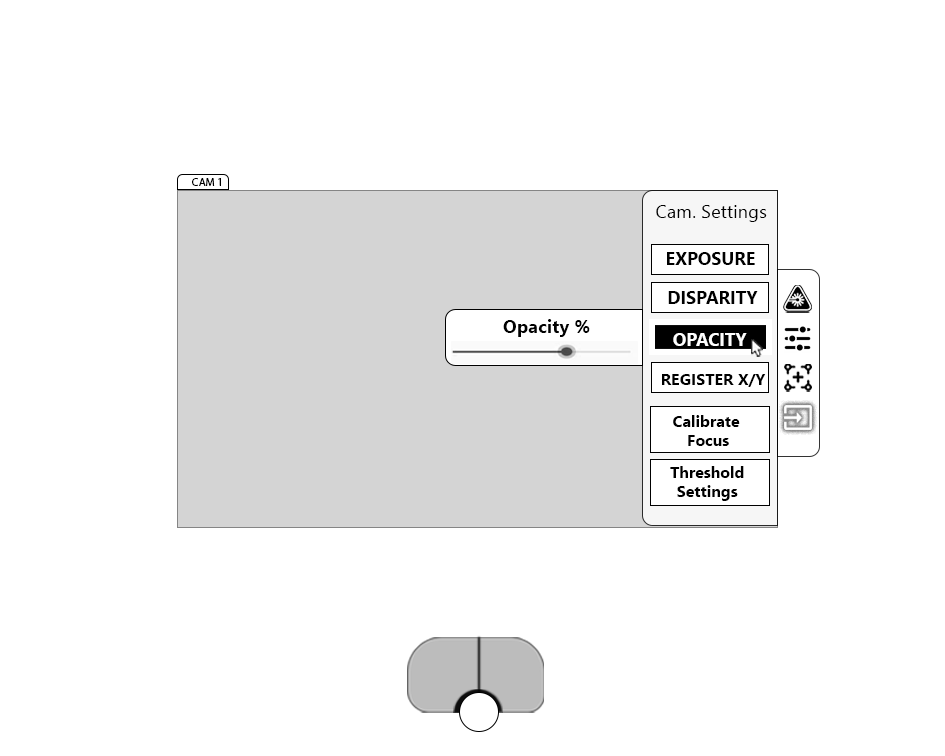 CAM 1
Cam. Settings
EXPOSURE
DISPARITY
Opacity %
OPACITY
REGISTER X/Y
Calibrate
Focus
Threshold
Settings